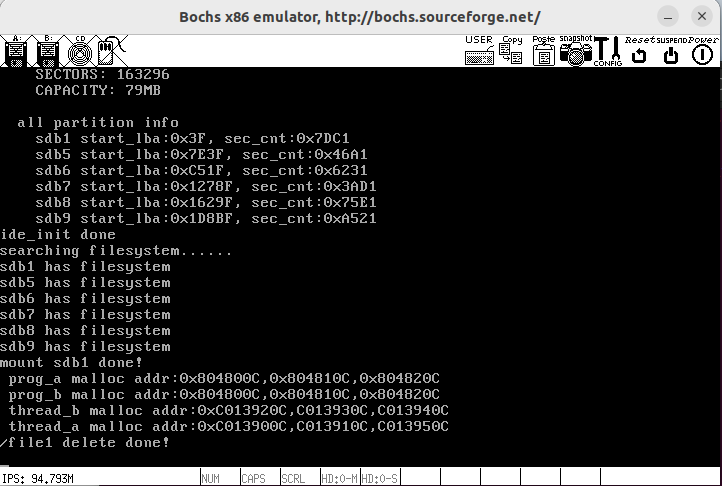 Bochs x86 emulator, http://bochs.sourceforge.net/
A: B: CD USER Copy Paste snapshot CONFIG Reset SUSPEND Power
SECTORS: 163296
CAPACITY: 79MB
all partition info
sdb1 start_lba:0x3F, sec_cnt:0x7DC1
sdb5 start_lba:0x7E3F, sec_cnt:0x46A1
sdb6 start_lba:0xC51F, sec_cnt:0x6231
sdb7 start_lba:0x1278F, sec_cnt:0x3AD1
sdb8 start_lba:0x1629F, sec_cnt:0x75E1
sdb9 start_lba:0x1D8BF, sec_cnt:0xA521
ide_init done
searching filesystem......
sdb1 has filesystem
sdb5 has filesystem
sdb6 has filesystem
sdb7 has filesystem
sdb8 has filesystem
sdb9 has filesystem
mount sdb1 done!
prog_a malloc addr:0x804800C,0x804810C,0x804820C
prog_b malloc addr:0x804800C,0x804810C,0x804820C
thread_b malloc addr:0xC013920C,C013930C,C013940C
thread_a malloc addr:0xC013900C,C013910C,C013950C
/file1 delete done!
IPS: 94.793M NUM CAPS SCRL HD:0-M HD:0-S